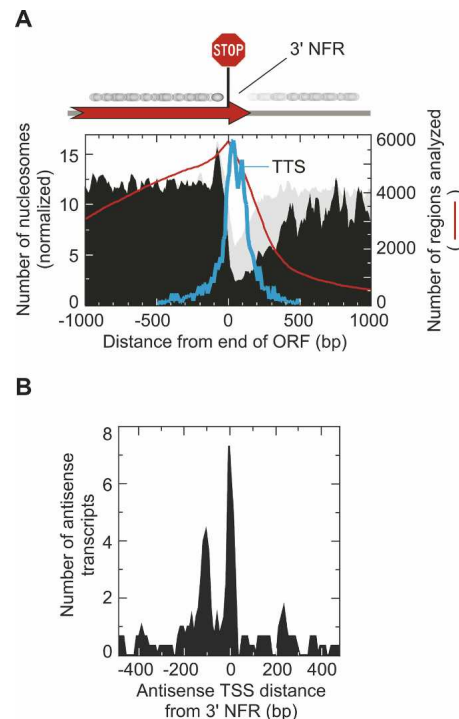 A
STOP
3' NFR
Number of nucleosomes
(normalized)
15
10
5
0
TTS
6000
4000
2000
0
Number of regions analyzed
(
-1000
-500
0
500
1000
Distance from end of ORF (bp)
B
Number of antisense
transcripts
8
6
4
2
0
-400
-200
0
200
400
Antisense TSS distance
from 3' NFR (bp)